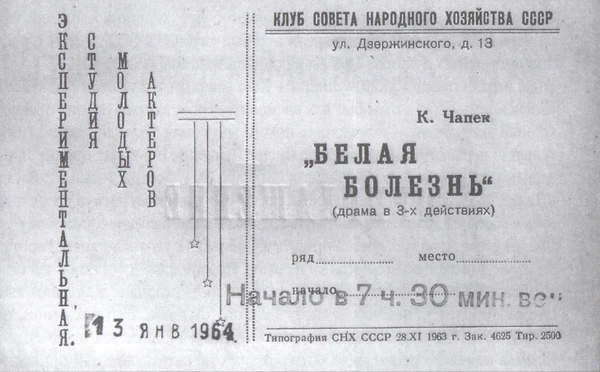 ЭКСПЕРИМЕНТАЛЬНАЯ.
СТУДИЯ
МОЛОДЫХ
АКТЕРОВ
13 ЯНВ 1964
КЛУБ СОВЕТА НАРОДНОГО ХОЗЯЙСТВА СССР
ул. Дзержинского, д. 13
К. Чапек
„БЕЛАЯ
БОЛЕЗНЬ“
(драма в 3-х действиях)
ряд место
начало
Начало в 7 ч. 30 мин.
Типография СНХ СССР 28.XI 1963 г. Зак. 4625 Тир. 2500